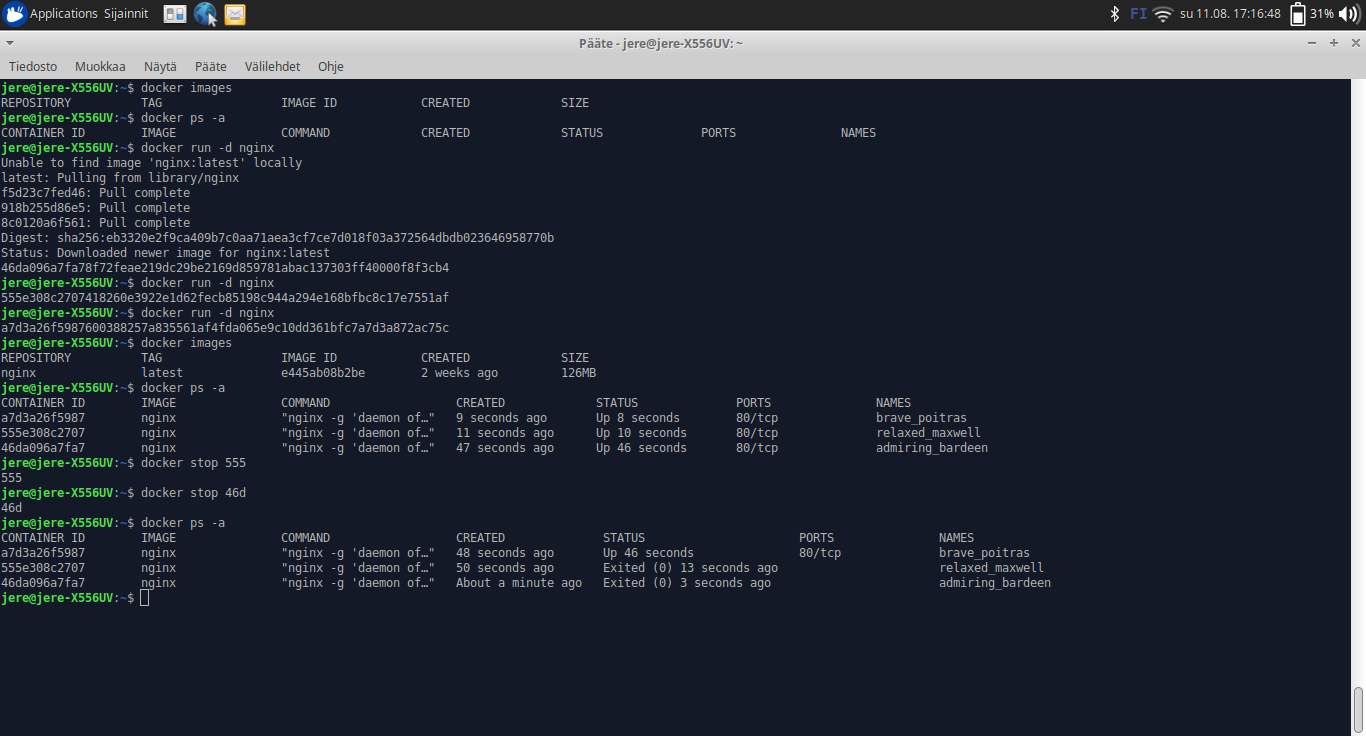 Applications Sijainnit FI su 11.08. 17:16:48 31%
Pääte - jere@jere-X556UV: ~
Tiedosto Muokkaa Näytä Pääte Välilehdet Ohje
jere@jere-X556UV:~$ docker images
REPOSITORY TAG IMAGE ID CREATED SIZE
jere@jere-X556UV:~$ docker ps -a
CONTAINER ID IMAGE COMMAND CREATED STATUS PORTS NAMES
jere@jere-X556UV:~$ docker run -d nginx
Unable to find image 'nginx:latest' locally
latest: Pulling from library/nginx
f5d23c7fed46: Pull complete
918b255d86e5: Pull complete
8c0120a6f561: Pull complete
Digest: sha256:eb3320e2f9ca409b7c0aa71aea3cf7ce7d018f03a372564dbdb023646958770b
Status: Downloaded newer image for nginx:latest
46da096a7fa78f72feae219dc29be2169d859781abac137303ff40000f8f3cb4
jere@jere-X556UV:~$ docker run -d nginx
555e308c2707418260e3922e1d62fecb85198c944a294e168bfbc8c17e7551af
jere@jere-X556UV:~$ docker run -d nginx
a7d3a26f5987600388257a835561af4fda065e9c10dd361bfc7a7d3a872ac75c
jere@jere-X556UV:~$ docker images
REPOSITORY TAG IMAGE ID CREATED SIZE
nginx latest e445ab08b2be 2 weeks ago 126MB
jere@jere-X556UV:~$ docker ps -a
CONTAINER ID IMAGE COMMAND CREATED STATUS PORTS NAMES
a7d3a26f5987 nginx "nginx -g 'daemon of…" 9 seconds ago Up 8 seconds 80/tcp brave_poitras
555e308c2707 nginx "nginx -g 'daemon of…" 11 seconds ago Up 10 seconds 80/tcp relaxed_maxwell
46da096a7fa7 nginx "nginx -g 'daemon of…" 47 seconds ago Up 46 seconds 80/tcp admiring_bardeen
jere@jere-X556UV:~$ docker stop 555
555
jere@jere-X556UV:~$ docker stop 46d
46d
jere@jere-X556UV:~$ docker ps -a
CONTAINER ID IMAGE COMMAND CREATED STATUS PORTS NAMES
a7d3a26f5987 nginx "nginx -g 'daemon of…" 48 seconds ago Up 46 seconds 80/tcp brave_poitras
555e308c2707 nginx "nginx -g 'daemon of…" 50 seconds ago Exited (0) 13 seconds ago relaxed_maxwell
46da096a7fa7 nginx "nginx -g 'daemon of…" About a minute ago Exited (0) 3 seconds ago admiring_bardeen
jere@jere-X556UV:~$